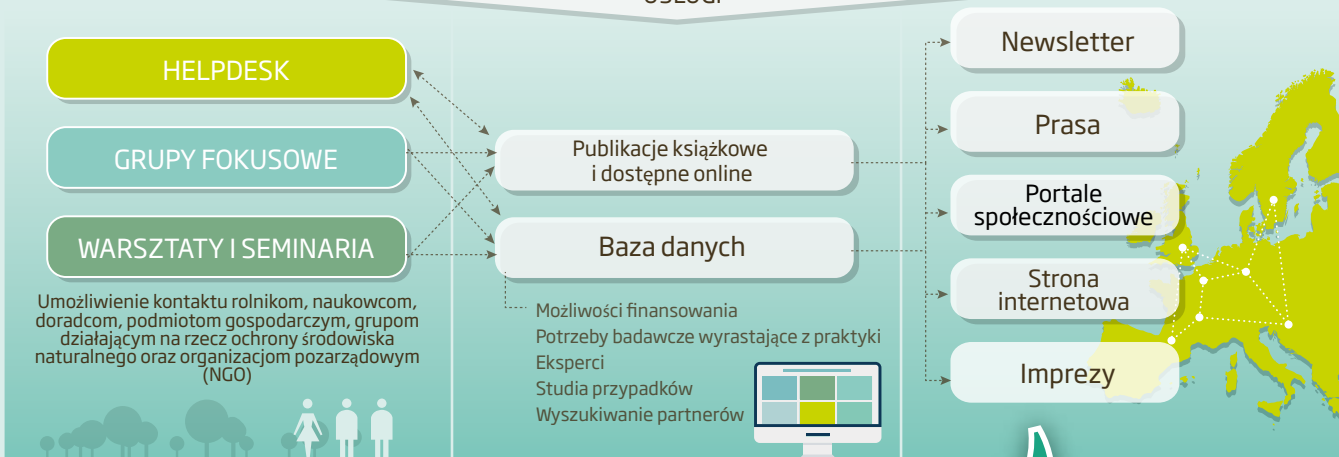 USŁUGI
HELPDESK
GRUPY FOKUSOWE
WARSZTATY I SEMINARIA
Umożliwienie kontaktu rolnikom, naukowcom,
doradcom, podmiotom gospodarczym, grupom
działającym na rzecz ochrony środowiska
naturalnego oraz organizacjom pozarządowym
(NGO)
Publikacje książkowe
i dostępne online
Baza danych
Możliwości finansowania
Potrzeby badawcze wyrastające z praktyki
Eksperci
Studia przypadków
Wyszukiwanie partnerów
Newsletter
Prasa
Portale
społecznościowe
Strona
internetowa
Imprezy